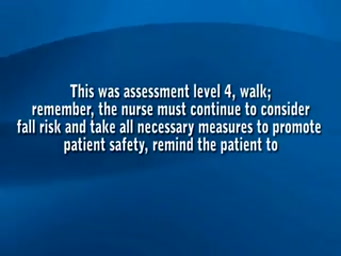 This was assessment level 4, walk;
remember, the nurse must continue to consider
fall risk and take all necessary measures to promote
patient safety, remind the patient to